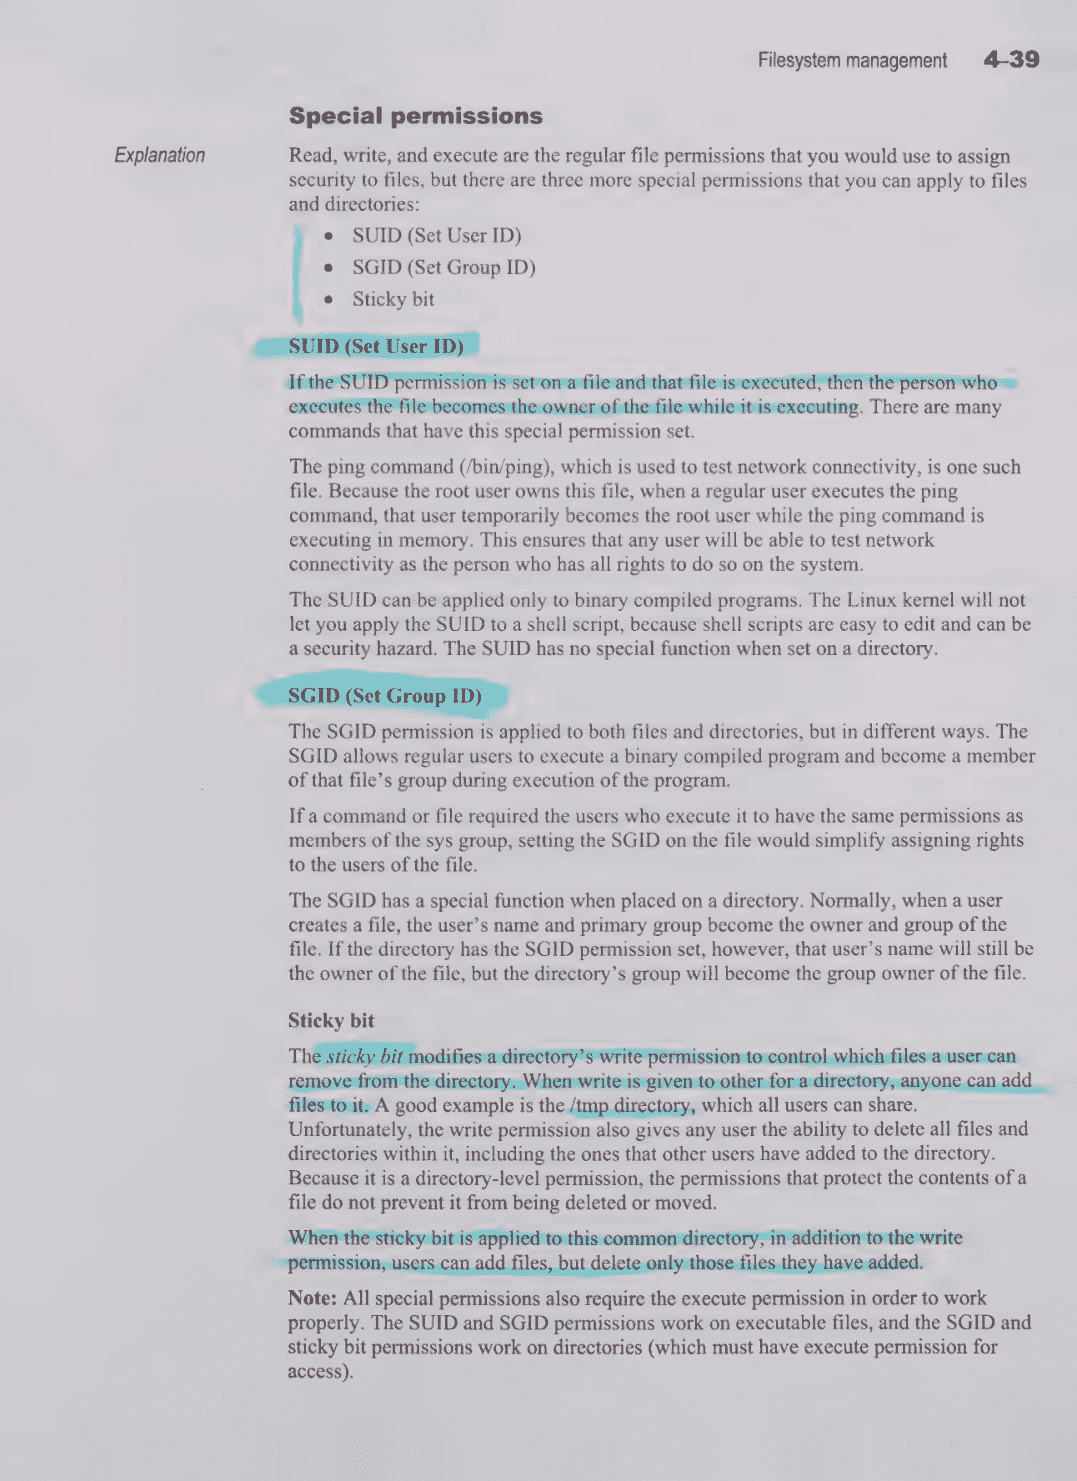 Filesystem management 4-39
Special permissions
Explanation
Read, write, and execute are the regular file permissions that you would use to assign
security to files, but there are three more special permissions that you can apply to files
and directories:
• SUID (Set User ID)
• SGID (Set Group ID)
• Sticky bit
SUID (Set User ID)
If the SUID permission is set on a file and that file is executed, then the person who
executes the file becomes the owner of the file while it is executing. There are many
commands that have this special permission set.
The ping command (/bin/ping), which is used to test network connectivity, is one such
file. Because the root user owns this file, when a regular user executes the ping
command, that user temporarily becomes the root user while the ping command is
executing in memory. This ensures that any user will be able to test network
connectivity as the person who has all rights to do so on the system.
The SUID can be applied only to binary compiled programs. The Linux kernel will not
let you apply the SUID to a shell script, because shell scripts are easy to edit and can be
a security hazard. The SUID has no special function when set on a directory.
SGID (Set Group ID)
The SGID permission is applied to both files and directories, but in different ways. The
SGID allows regular users to execute a binary compiled program and become a member
of that file's group during execution of the program.
If a command or file required the users who execute it to have the same permissions as
members of the sys group, setting the SGID on the file would simplify assigning rights
to the users of the file.
The SGID has a special function when placed on a directory. Normally, when a user
creates a file, the user's name and primary group become the owner and group of the
file. If the directory has the SGID permission set, however, that user's name will still be
the owner of the file, but the directory's group will become the group owner of the file.
Sticky bit
The sticky bit modifies a directory's write permission to control which files a user can
remove from the directory. When write is given to other for a directory, anyone can add
files to it. A good example is the /tmp directory, which all users can share.
Unfortunately, the write permission also gives any user the ability to delete all files and
directories within it, including the ones that other users have added to the directory.
Because it is a directory-level permission, the permissions that protect the contents of a
file do not prevent it from being deleted or moved.
When the sticky bit is applied to this common directory, in addition to the write
permission, users can add files, but delete only those files they have added.
Note: All special permissions also require the execute permission in order to work
properly. The SUID and SGID permissions work on executable files, and the SGID and
sticky bit permissions work on directories (which must have execute permission for
access).